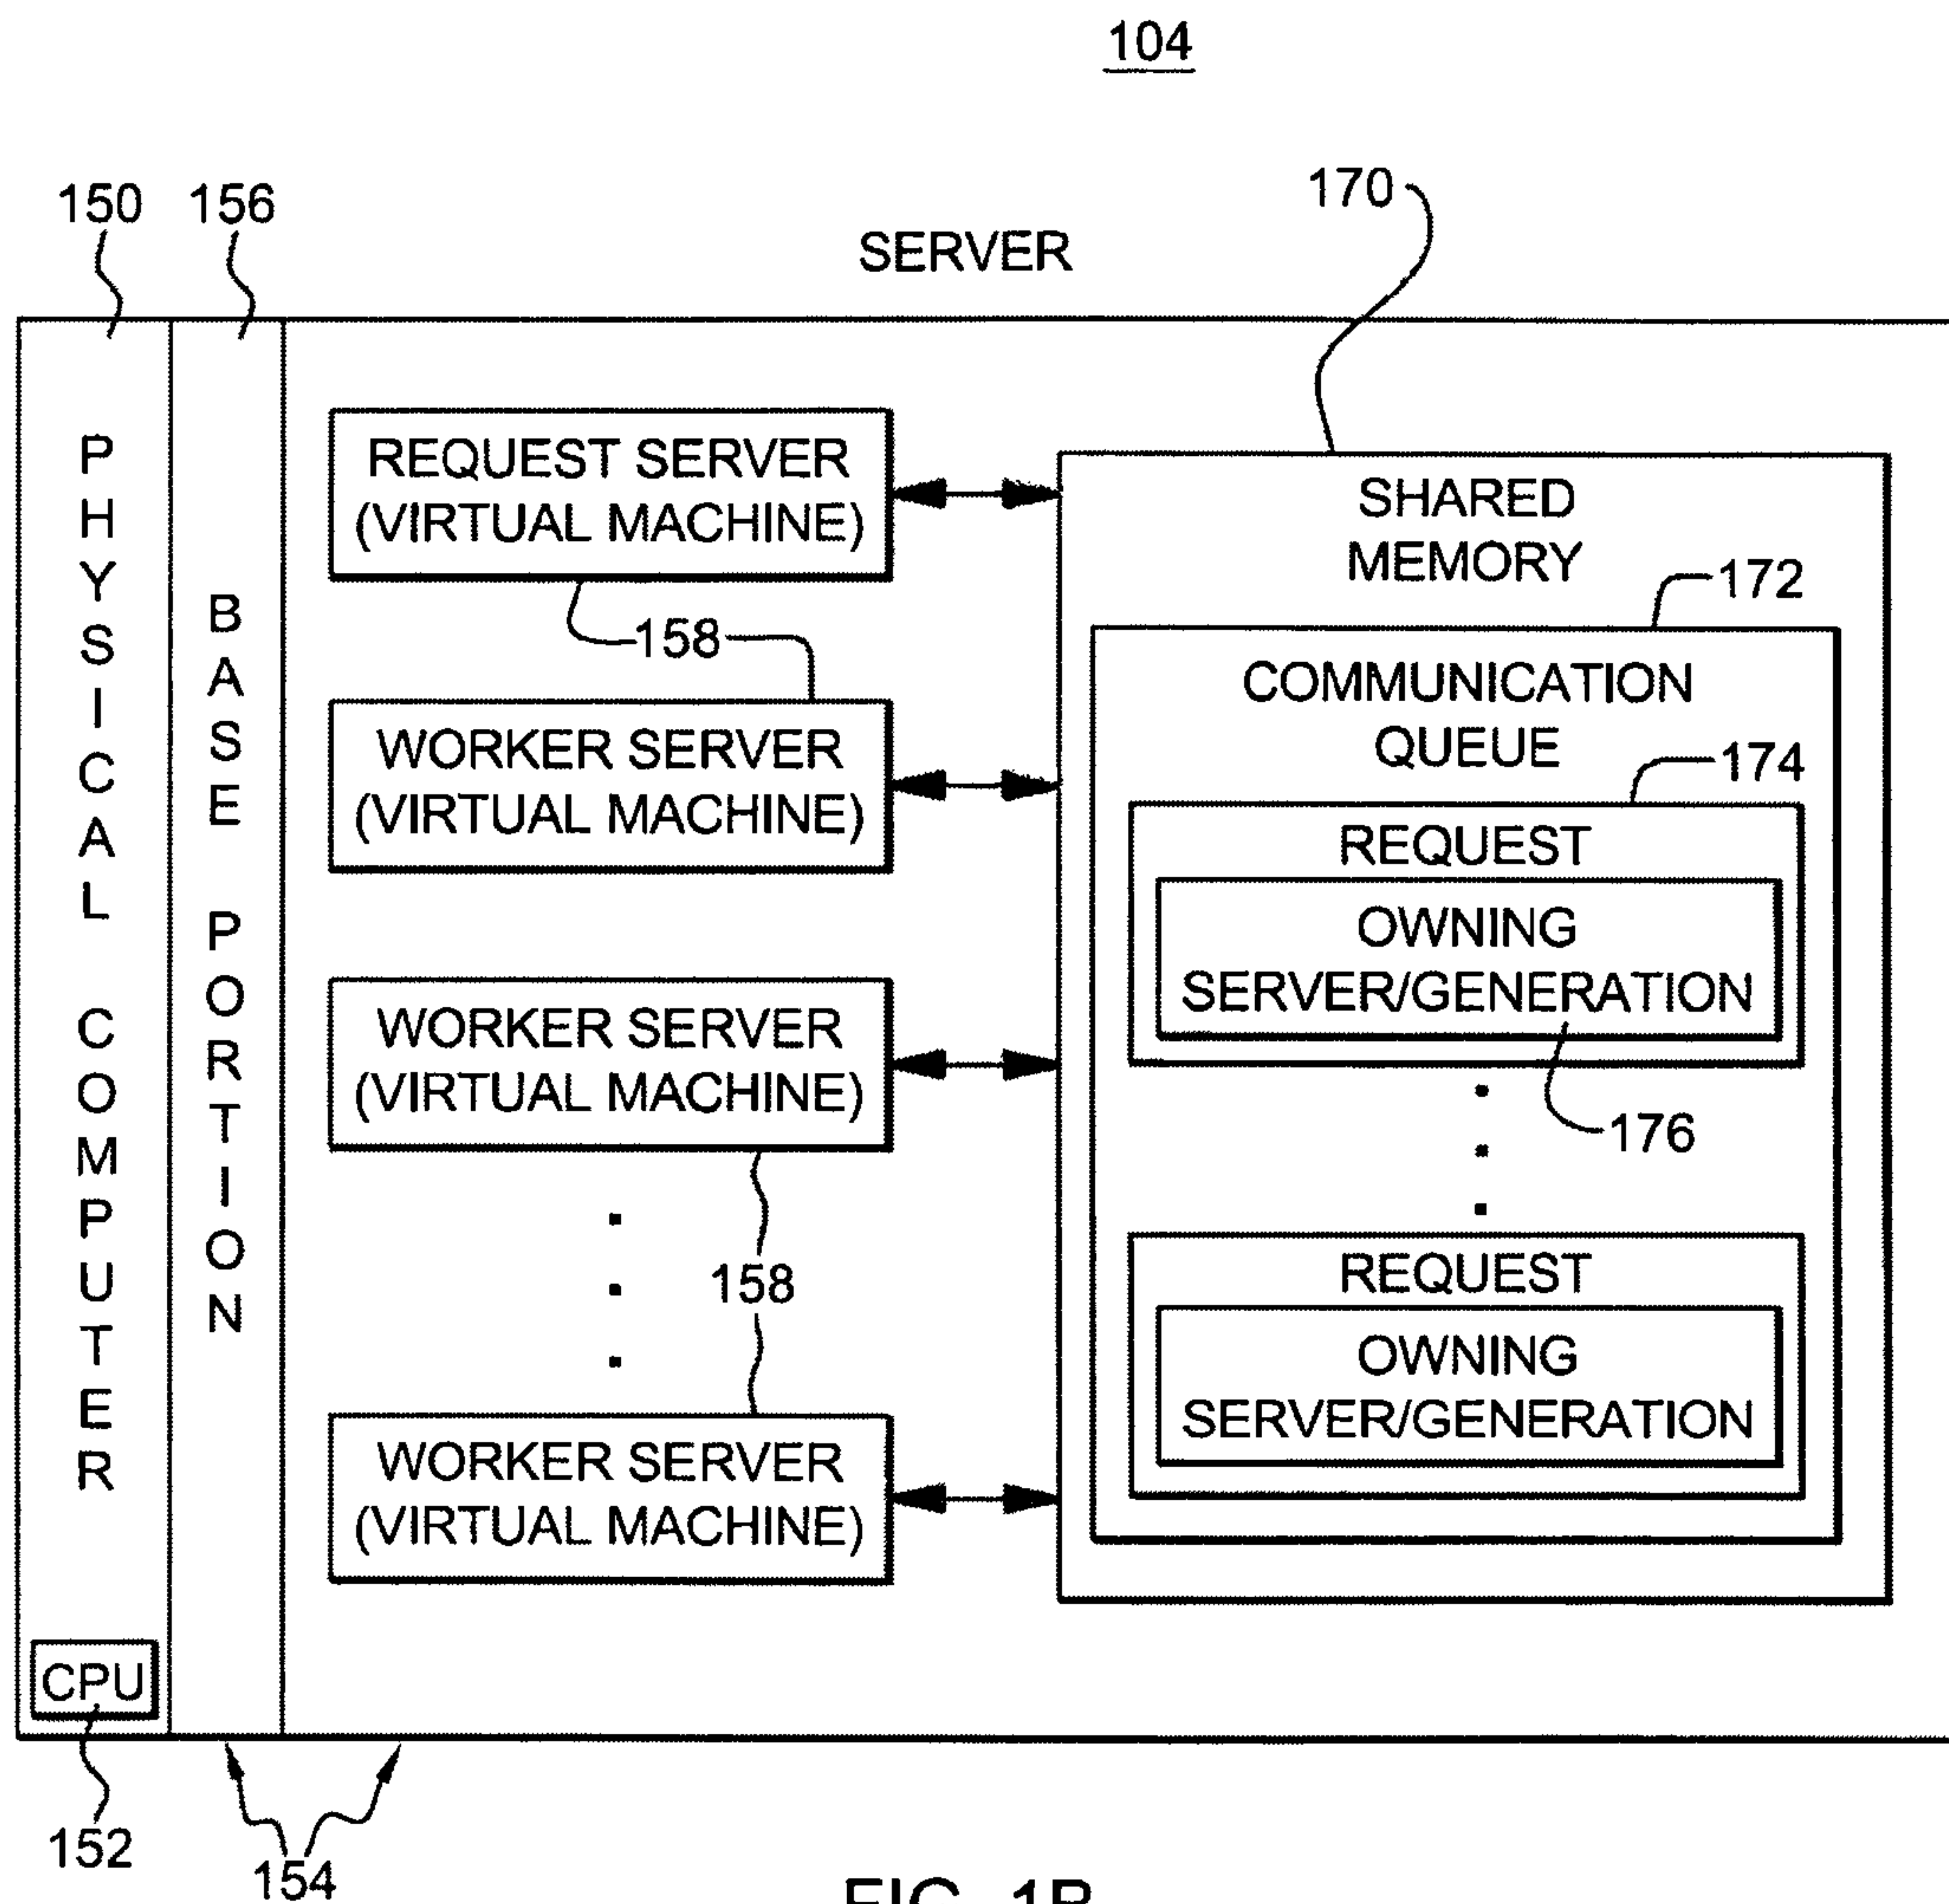 104
150
156
170
SERVER
PHYSICAL COMPUTER
BASE PORTION
REQUEST SERVER
(VIRTUAL MACHINE)
158
WORKER SERVER
(VIRTUAL MACHINE)
WORKER SERVER
(VIRTUAL MACHINE)
158
WORKER SERVER
(VIRTUAL MACHINE)
SHARED
MEMORY
172
COMMUNICATION
QUEUE
174
REQUEST
OWNING
SERVER/GENERATION
176
REQUEST
OWNING
SERVER/GENERATION
CPU
152
154
FIG. 1B